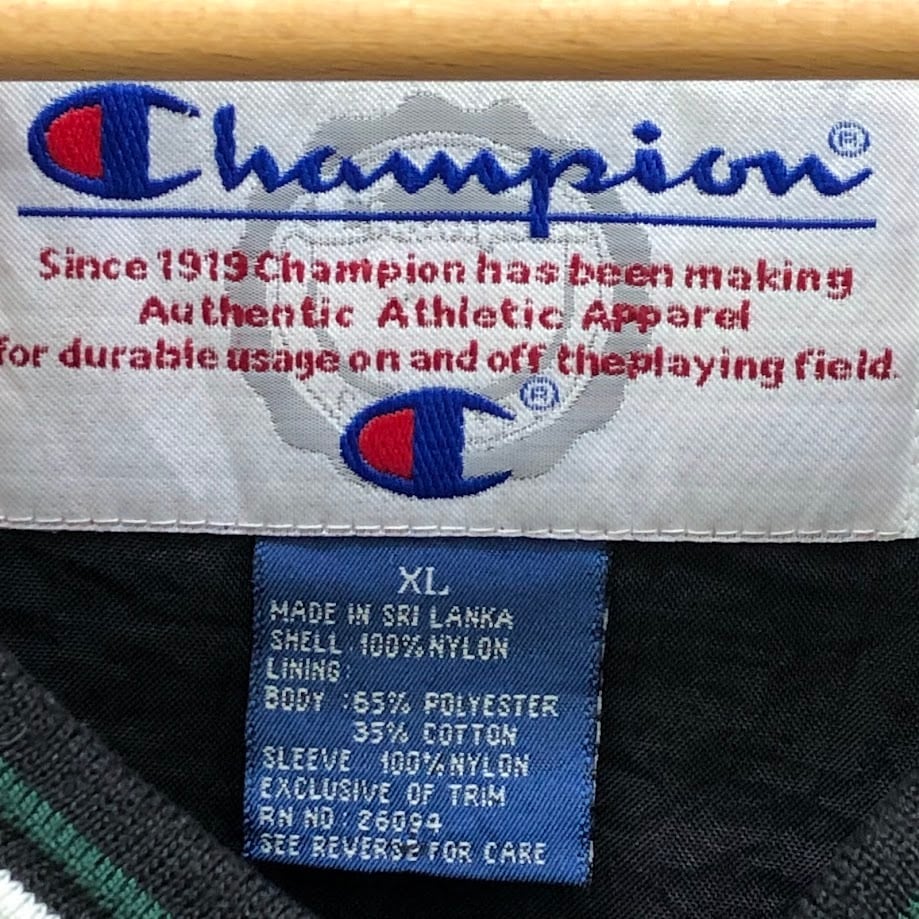 Champion®
Since 1919 Champion has been making
Authentic Athletic Apparel
for durable usage on and off the playing field.
C®
XL
MADE IN SRI LANKA
SHELL 100% NYLON
LINING
BODY :65% POLYESTER
35% COTTON
SLEEVE 100% NYLON
EXCLUSIVE OF TRIM
RN NO : 26094
SEE REVERSE FOR CARE